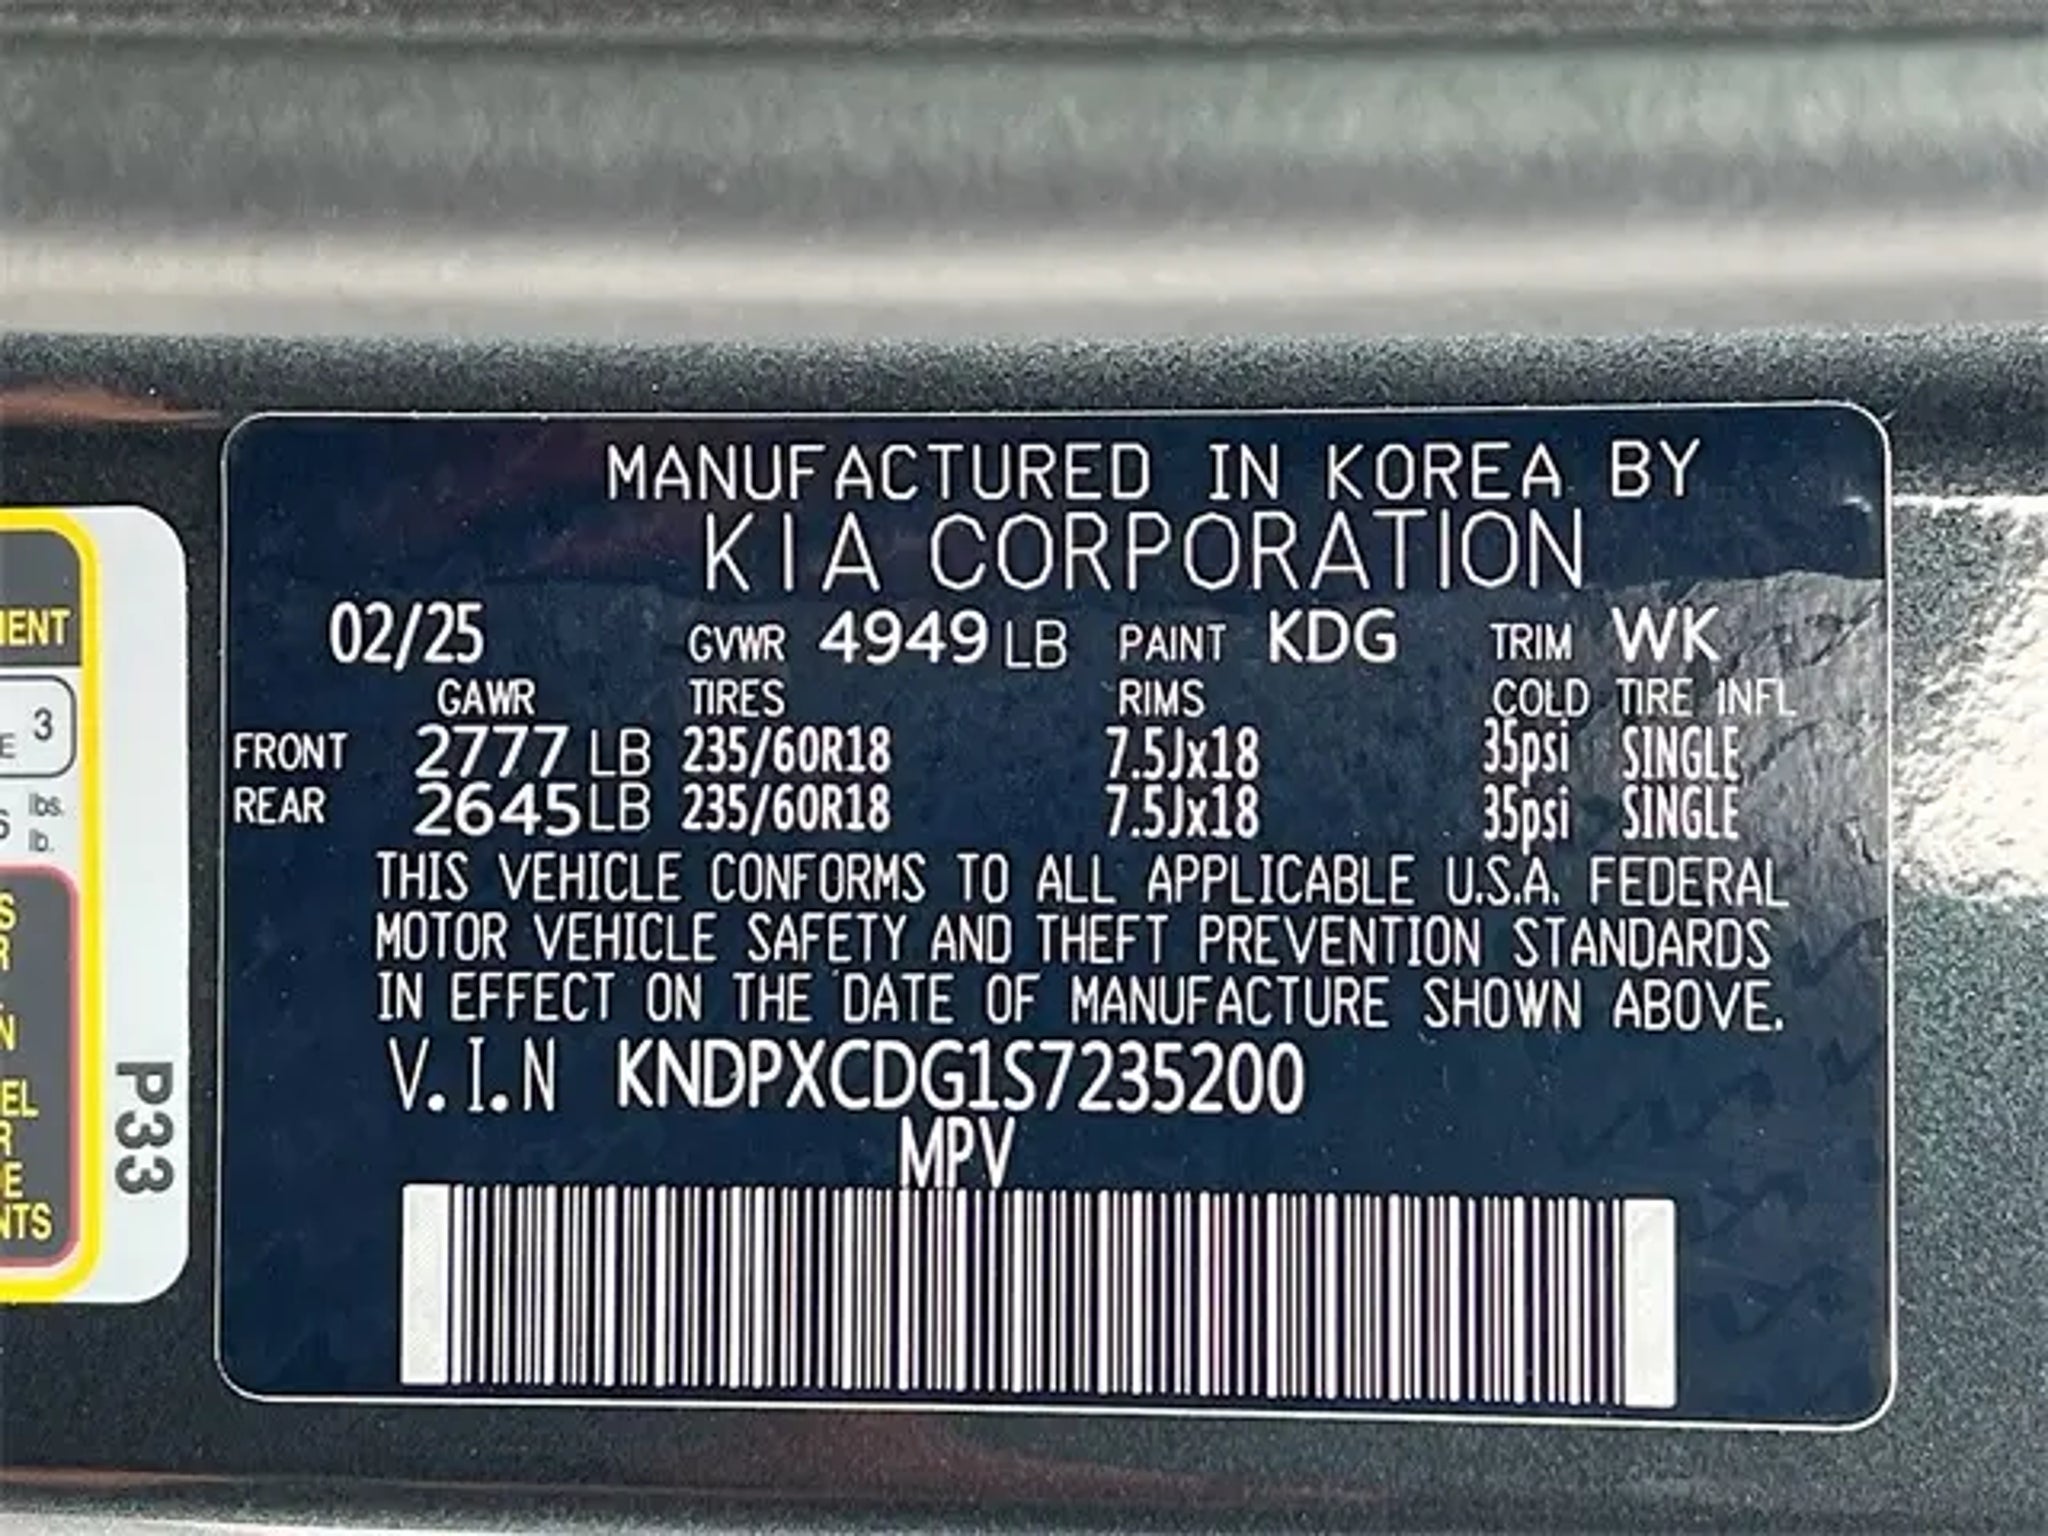 MANUFACTURED IN KOREA BY
KIA CORPORATION
02/25 GVWR 4949 LB PAINT KDG TRIM WK
GAWR TIRES RIMS COLD TIRE INFL
FRONT 2777 LB 235/60R18 7.5Jx18 35psi SINGLE
REAR 2645 LB 235/60R18 7.5Jx18 35psi SINGLE
THIS VEHICLE CONFORMS TO ALL APPLICABLE U.S.A. FEDERAL
MOTOR VEHICLE SAFETY AND THEFT PREVENTION STANDARDS
IN EFFECT ON THE DATE OF MANUFACTURE SHOWN ABOVE.
V.I.N KNDPXCDG1S7235200
MPV
3
lbs.
lb.
P33